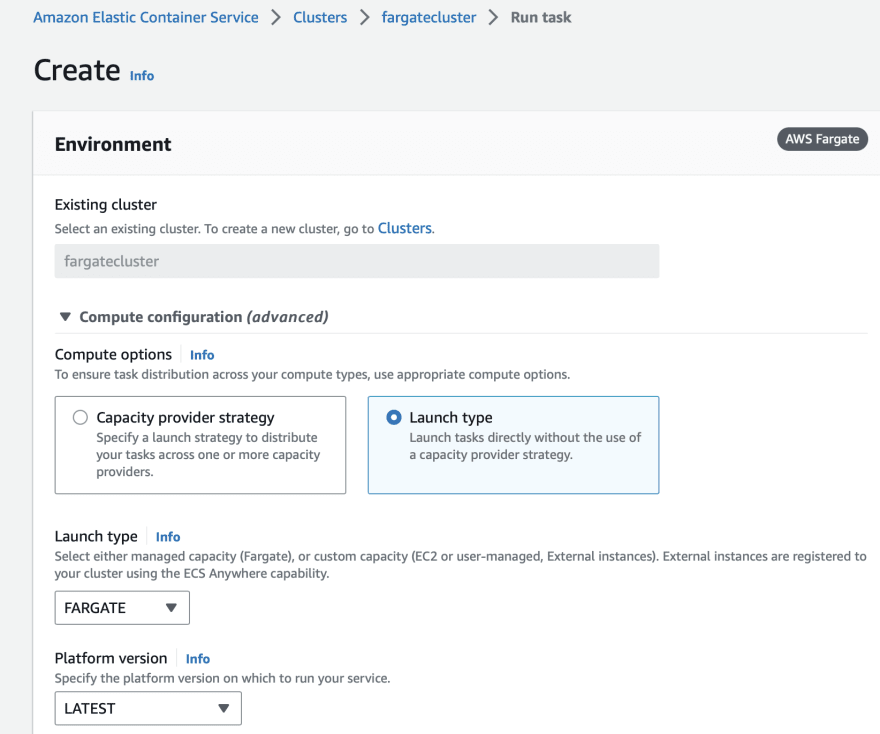 Amazon Elastic Container Service > Clusters > fargatecluster > Run task
Create Info
Environment AWS Fargate
Existing cluster
Select an existing cluster. To create a new cluster, go to Clusters.
fargatecluster
Compute configuration (advanced)
Compute options Info
To ensure task distribution across your compute types, use appropriate compute options.
Capacity provider strategy
Specify a launch strategy to distribute
your tasks across one or more capacity
providers.
Launch type
Launch tasks directly without the use of
a capacity provider strategy.
Launch type Info
Select either managed capacity (Fargate), or custom capacity (EC2 or user-managed, External instances). External instances are registered to
your cluster using the ECS Anywhere capability.
FARGATE
Platform version Info
Specify the platform version on which to run your service.
LATEST